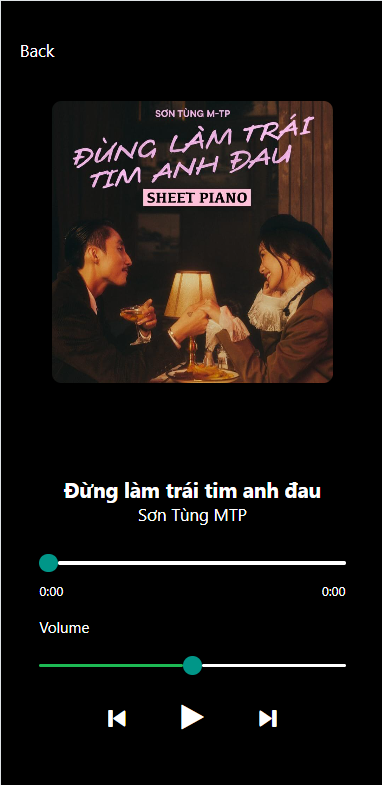 Back
SƠN TÙNG M-TP
ĐỪNG LÀM TRÁI
TIM ANH ĐAU
SHEET PIANO
Đừng làm trái tim anh đau
Sơn Tùng MTP
0:00 0:00
Volume